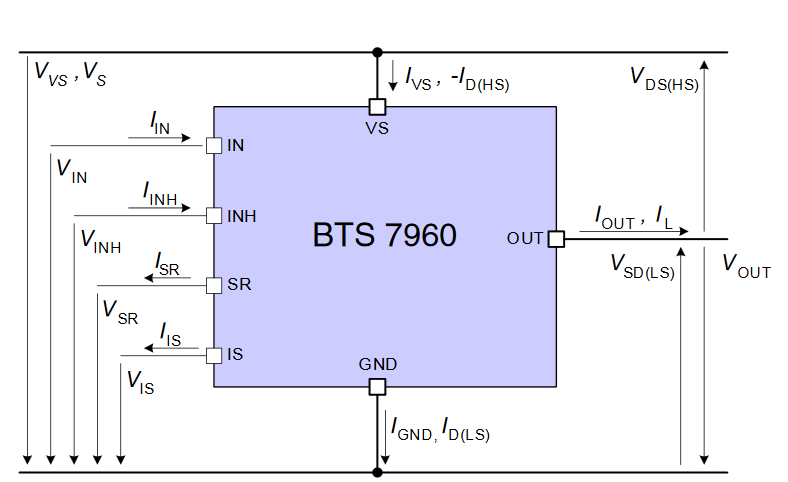 V_VS , V_S
I_VS , -I_D(HS)
V_DS(HS)
VS
I_IN
IN
V_IN
I_INH
INH
V_INH
BTS 7960
OUT
I_OUT , I_L
I_SR
SR
V_SR
V_SD(LS)
V_OUT
I_IS
IS
V_IS
GND
I_GND, I_D(LS)